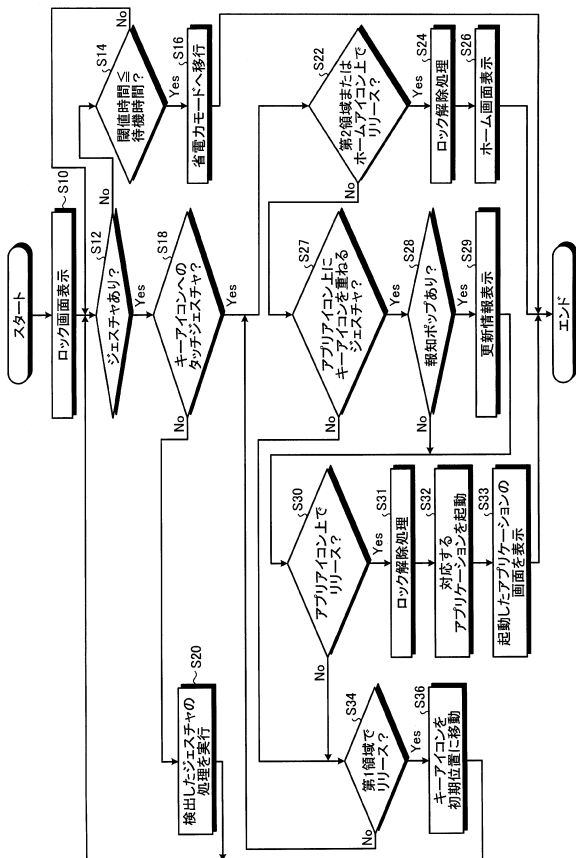 スタート
ロック画面表示
S10
ジェスチャあり?
S12
No
Yes
閾値時間≦
待機時間?
S14
No
Yes
省電力モードへ移行
S16
キーアイコンへの
タッチジェスチャ?
S18
No
Yes
検出したジェスチャの
処理を実行
S20
第2領域または
ホームアイコン上で
リリース?
S22
No
Yes
ロック解除処理
S24
ホーム画面表示
S26
アプリアイコン上に
キーアイコンを重ねる
ジェスチャ?
S27
No
Yes
報知ポップあり?
S28
No
Yes
更新情報表示
S29
アプリアイコン上で
リリース?
S30
No
Yes
ロック解除処理
S31
対応する
アプリケーションを起動
S32
起動したアプリケーションの
画面を表示
S33
第1領域で
リリース?
S34
No
Yes
キーアイコンを
初期位置に移動
S36
エンド